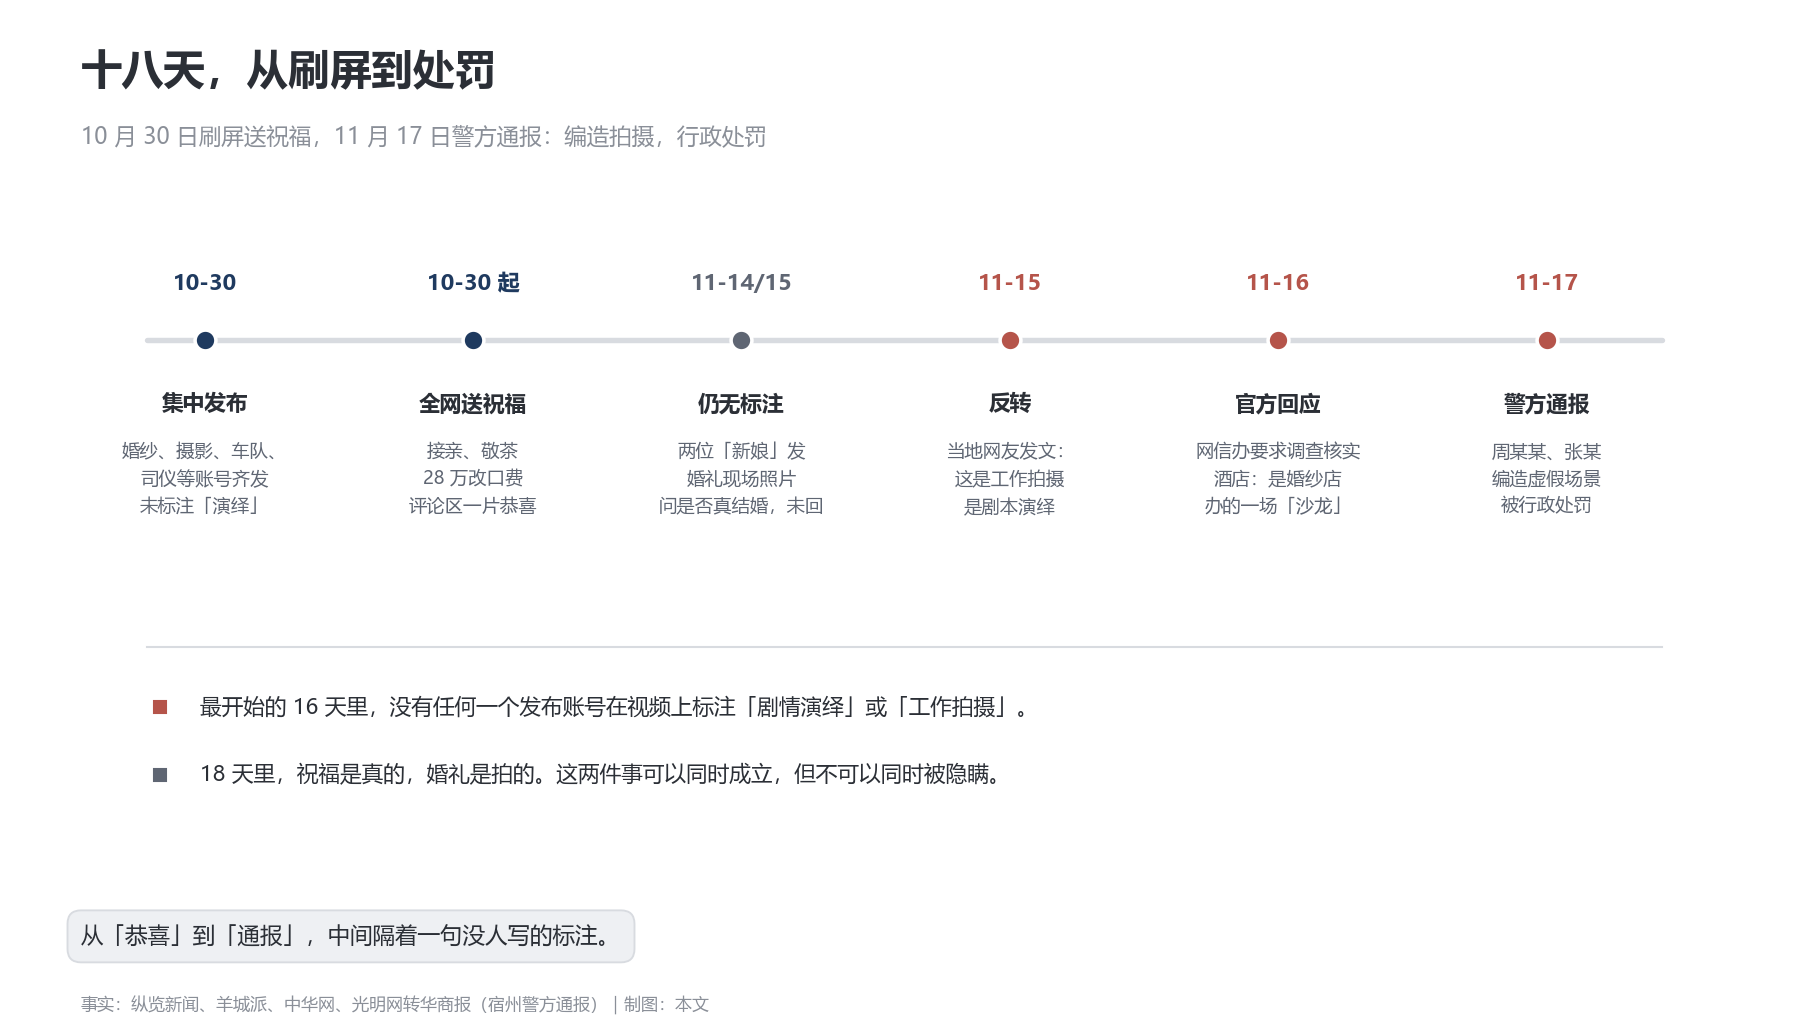 十八天，从刷屏到处罚
10 月 30 日刷屏送祝福，11 月 17 日警方通报：编造拍摄，行政处罚
10-30
集中发布
婚纱、摄影、车队、
司仪等账号齐发
未标注「演绎」
10-30 起
全网送祝福
接亲、敬茶
28 万改口费
评论区一片恭喜
11-14/15
仍无标注
两位「新娘」发
婚礼现场照片
问是否真结婚，未回
11-15
反转
当地网友发文：
这是工作拍摄
是剧本演绎
11-16
官方回应
网信办要求调查核实
酒店：是婚纱店
办的一场「沙龙」
11-17
警方通报
周某某、张某
编造虚假场景
被行政处罚
最开始的 16 天里，没有任何一个发布账号在视频上标注「剧情演绎」或「工作拍摄」。
18 天里，祝福是真的，婚礼是拍的。这两件事可以同时成立，但不可以同时被隐瞒。
从「恭喜」到「通报」，中间隔着一句没人写的标注。
事实：纵览新闻、羊城派、中华网、光明网转华商报（宿州警方通报）｜制图：本文